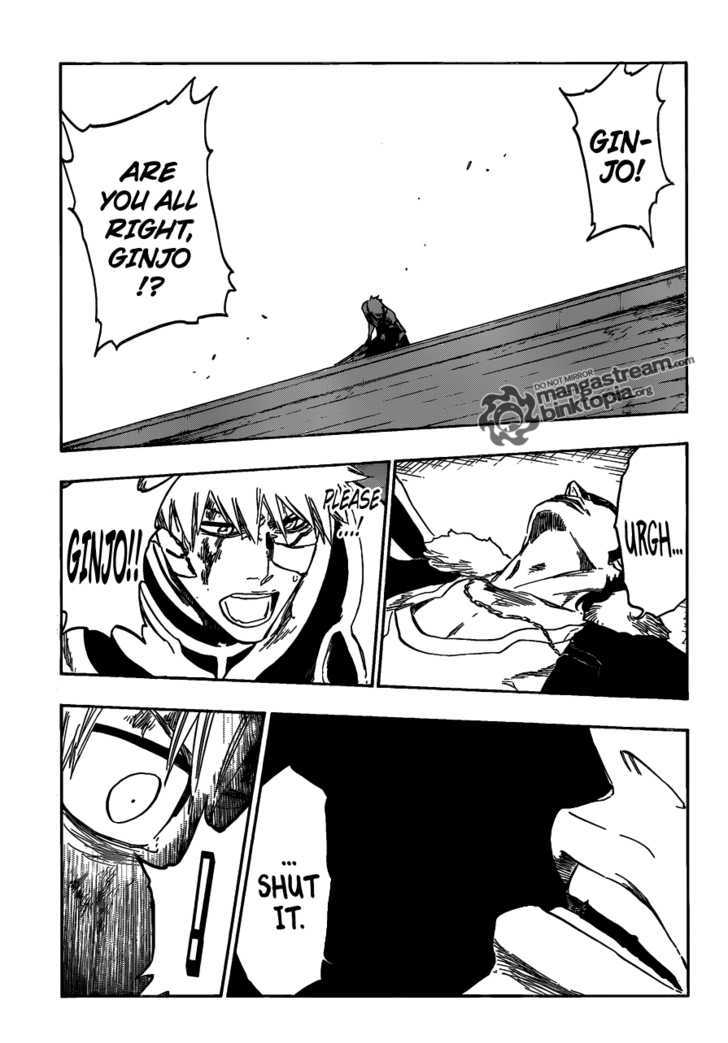 GIN-
JO!
ARE
YOU ALL
RIGHT,
GINJO
!?
DO NOT MIRROR
mangastream.com
binktopia.org
URGH...
PLEASE
...!
GINJO!!
...
SHUT
IT.
!